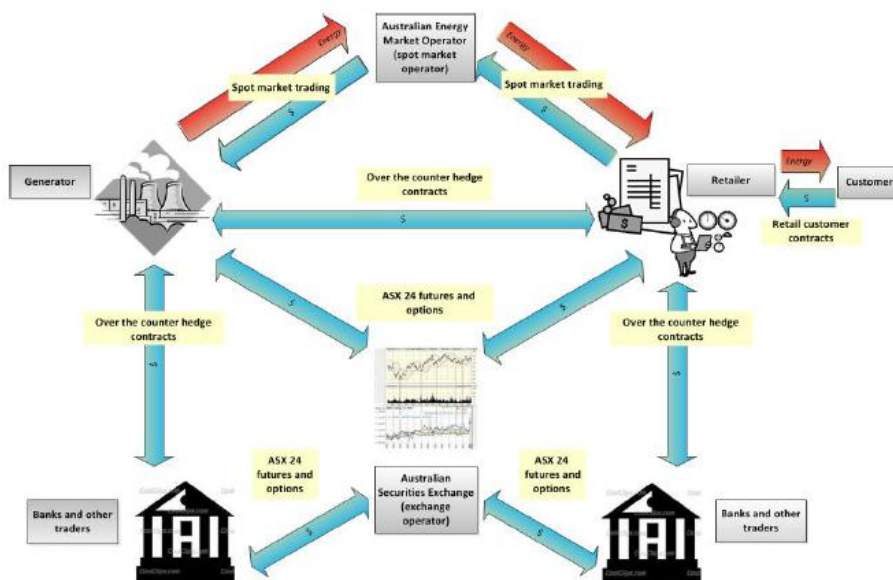 Australian Energy
Market Operator
(spot market
operator)
Energy
Energy
Spot market trading
Spot market trading
$
$
Generator
Over the counter hedge
contracts
$
Retailer
Energy
Customer
$
Retail customer
contracts
$
Over the counter hedge
contracts
$
ASX 24 futures and
options
$
Over the counter hedge
contracts
$
$
ASX 24
futures and
options
Australian
Securities Exchange
(exchange
operator)
ASX 24
futures and
options
Banks and other
traders
$
$
Banks and other
traders